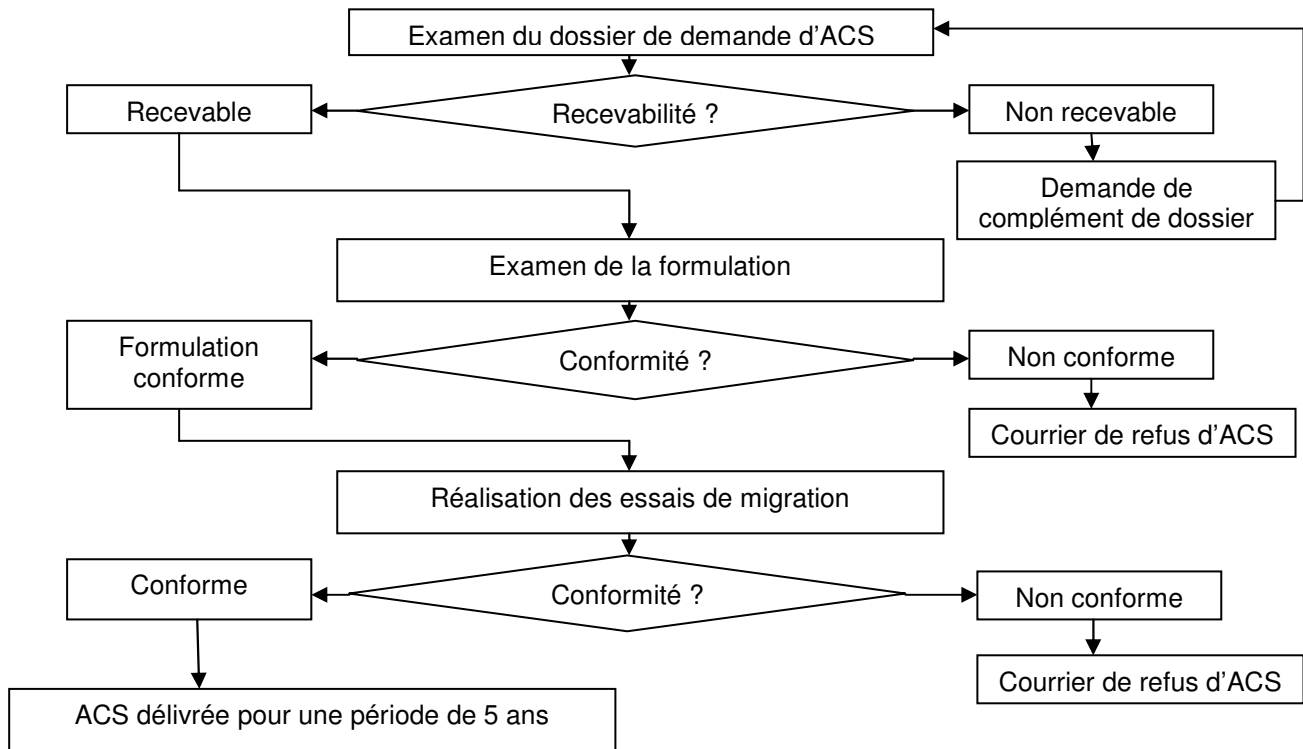 Examen du dossier de demande d’ACS
Recevable
Recevabilité ?
Non recevable
Demande de
complément de dossier
Examen de la formulation
Formulation
conforme
Conformité ?
Non conforme
Courrier de refus d’ACS
Réalisation des essais de migration
Conforme
Conformité ?
Non conforme
Courrier de refus d’ACS
ACS délivrée pour une période de 5 ans